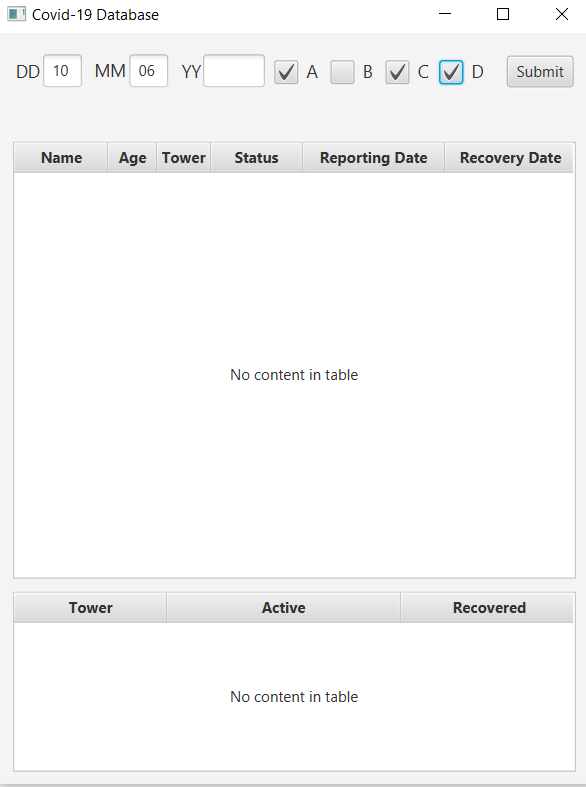 Covid-19 Database
DD 10 MM 06 YY A B C D Submit
Name Age Tower Status Reporting Date Recovery Date
No content in table
Tower Active Recovered
No content in table